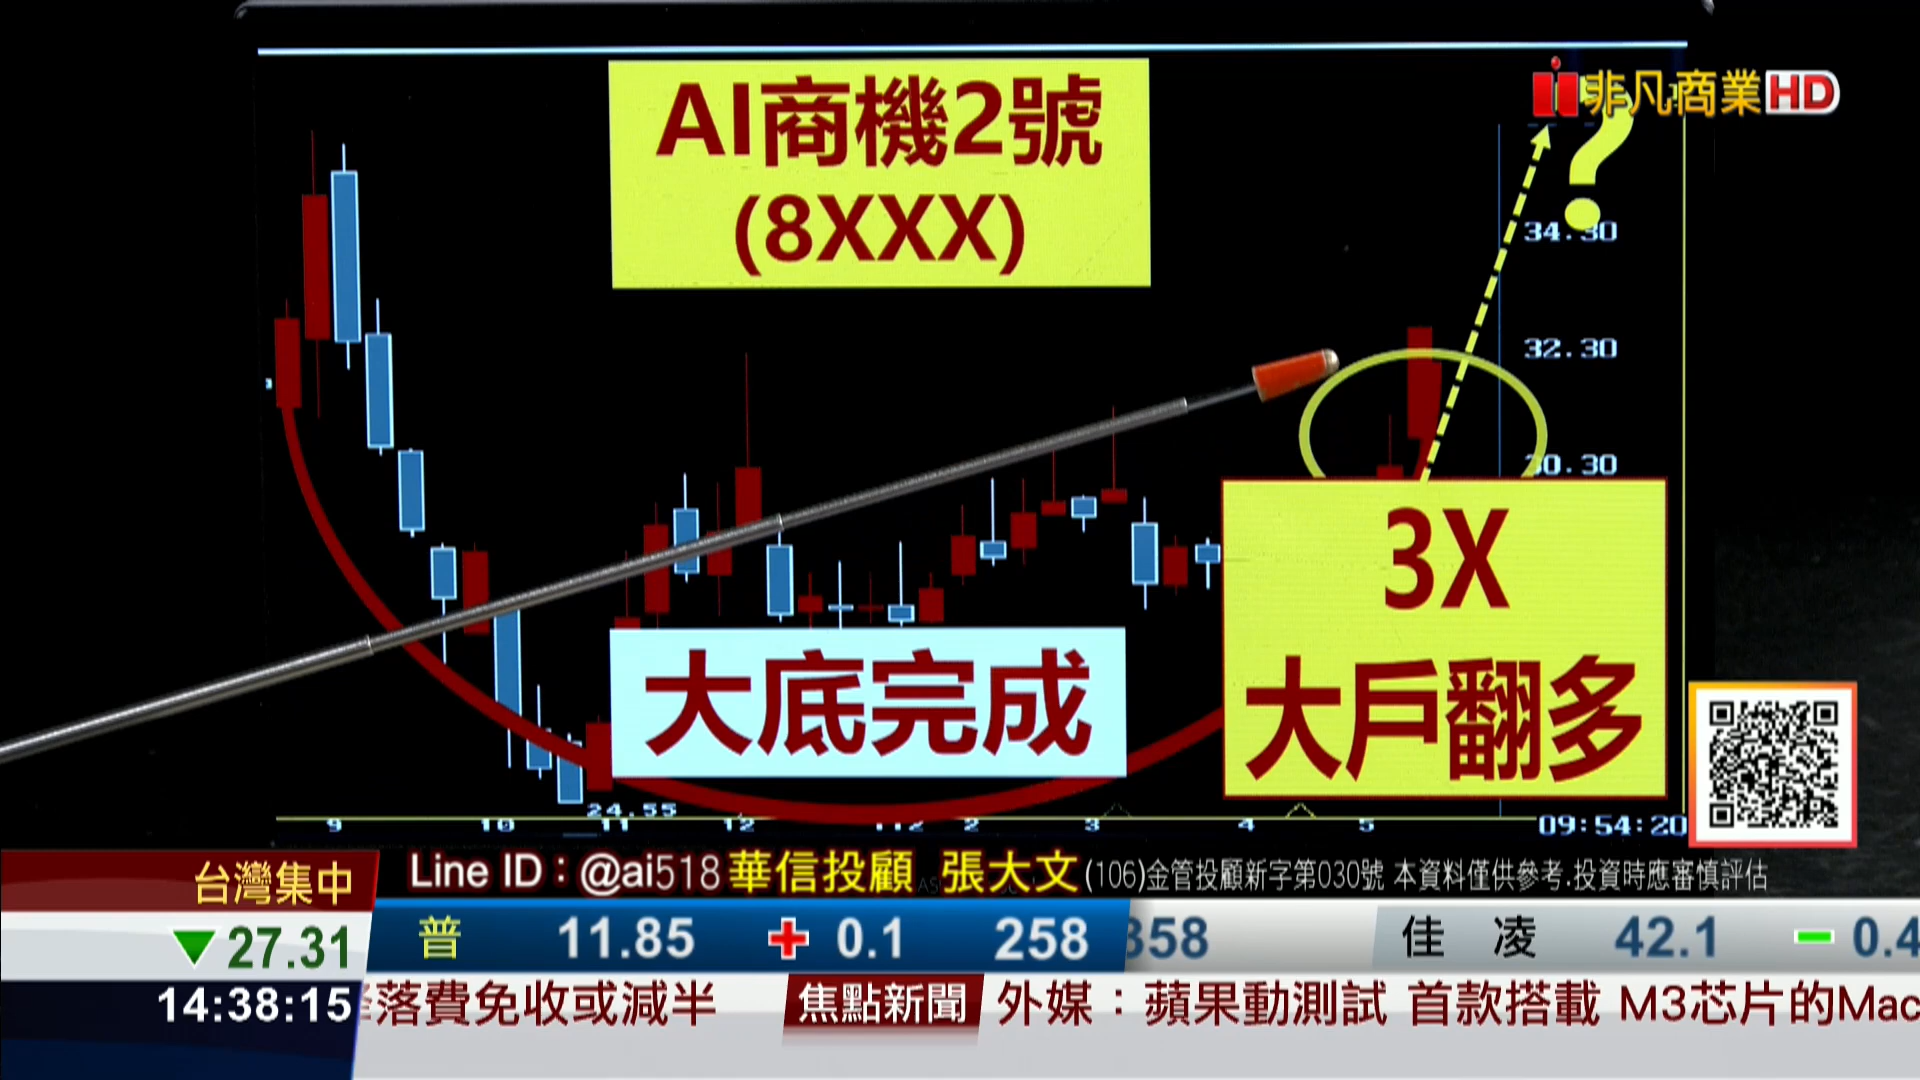 非凡商業HD
AI商機2號
(8XXX)
?
34.30
32.30
30.30
3X
大戶翻多
大底完成
24.55
9 10 11 12 112 2 3 4 5
09:54:20
Line ID：@ai518 華信投顧 張大文 (106)金管投顧新字第030號 本資料僅供參考.投資時應審慎評估
台灣集中
▼27.31
14:38:15
普 11.85 + 0.1 258
358 佳凌 42.1 - 0.4
落費免收或減半 焦點新聞 外媒：蘋果動測試 首款搭載 M3芯片的Mac